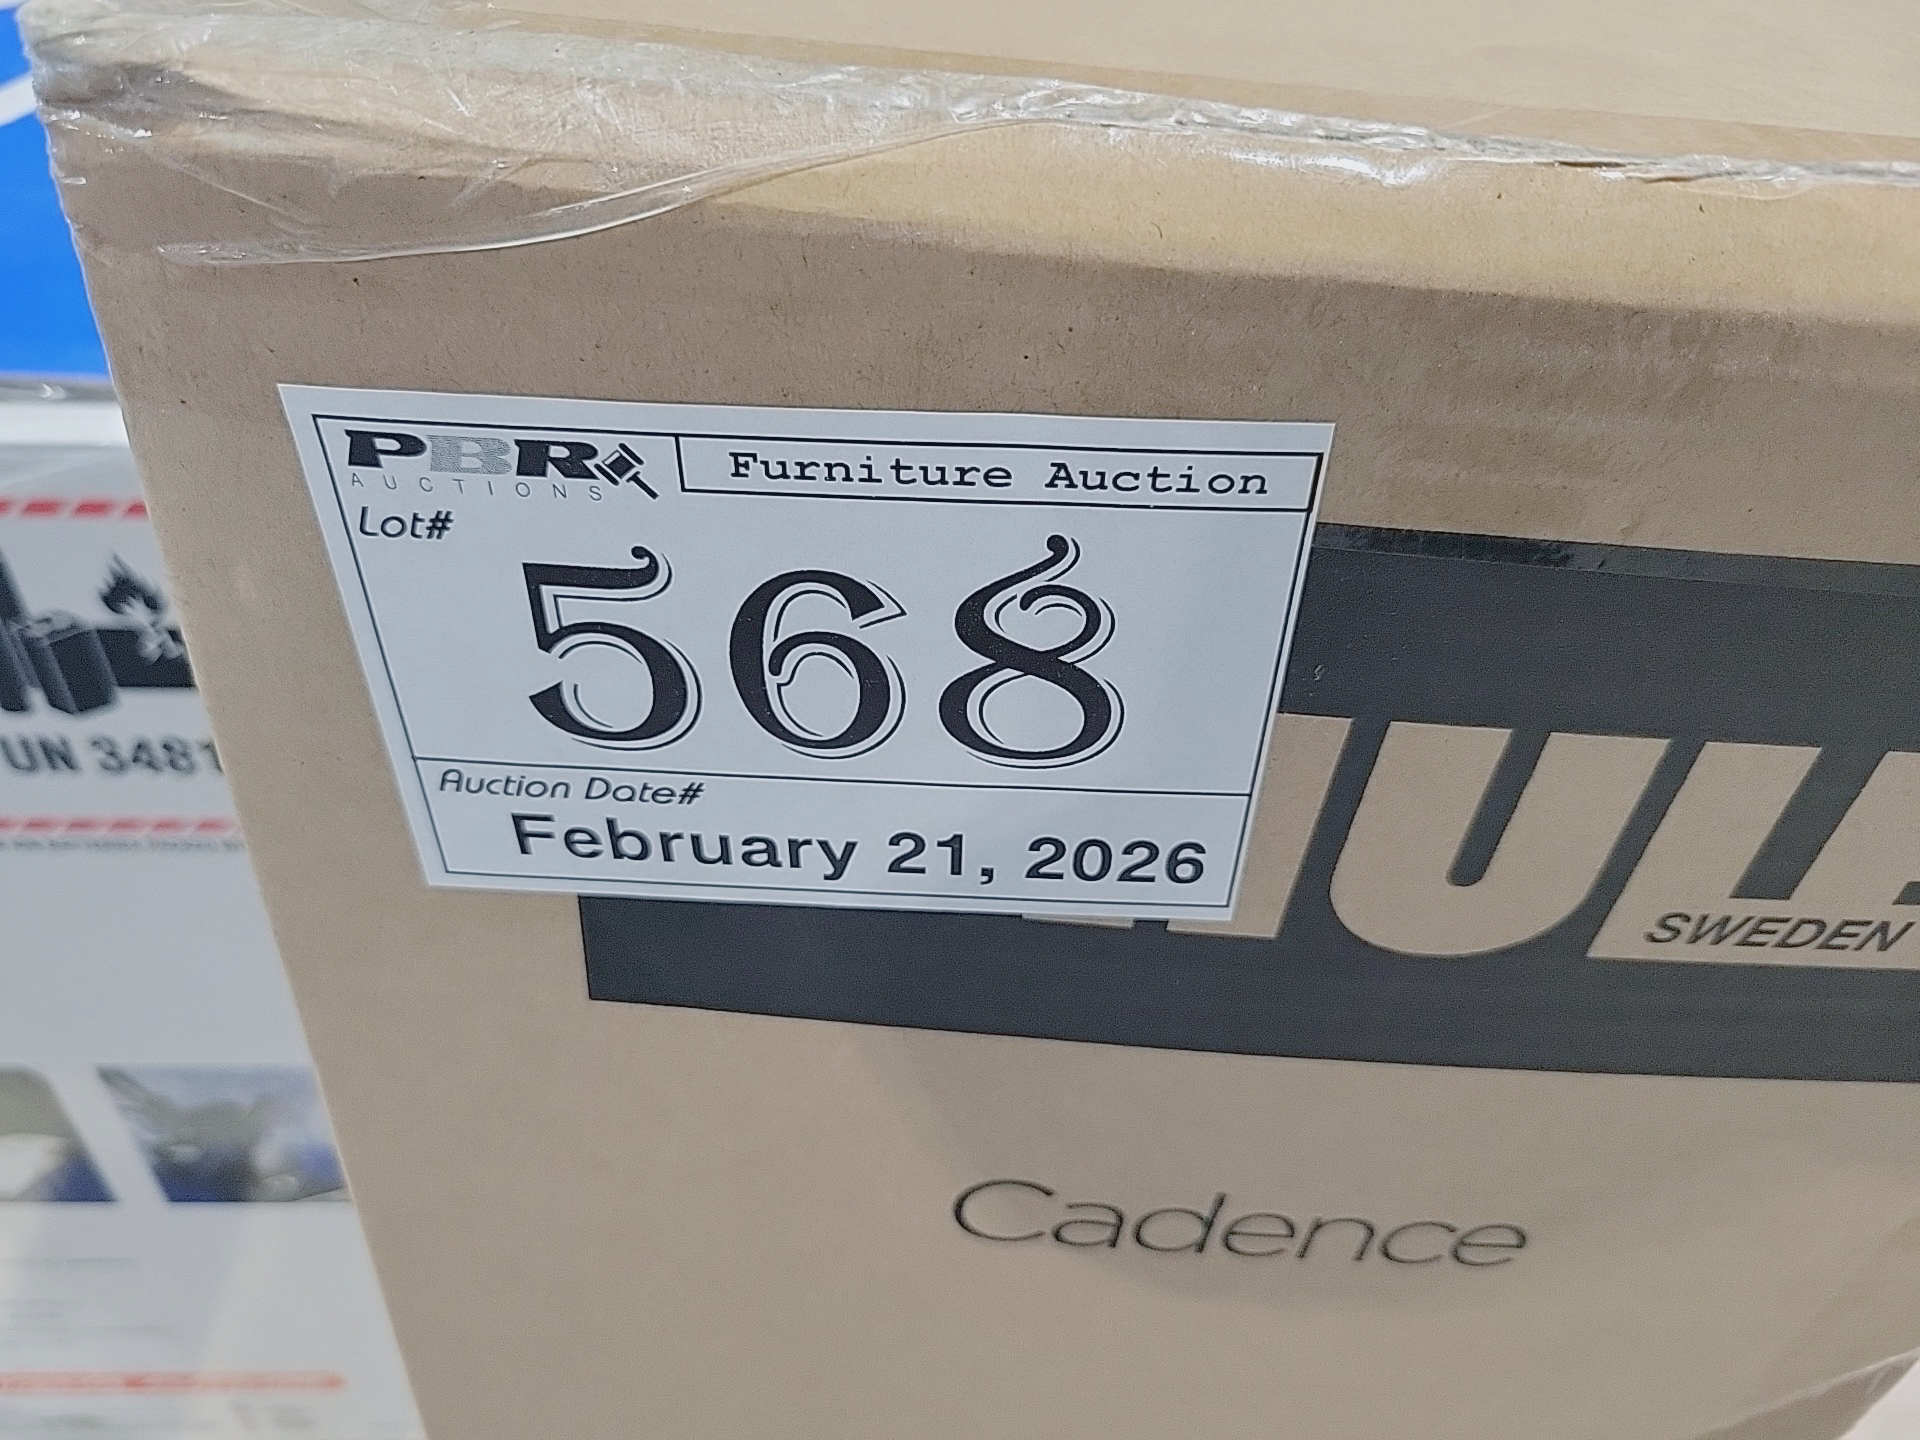 PBR
AUCTIONS
Furniture Auction
Lot#
568
Auction Date#
February 21, 2026
SWEDEN
Cadence
UN 3481